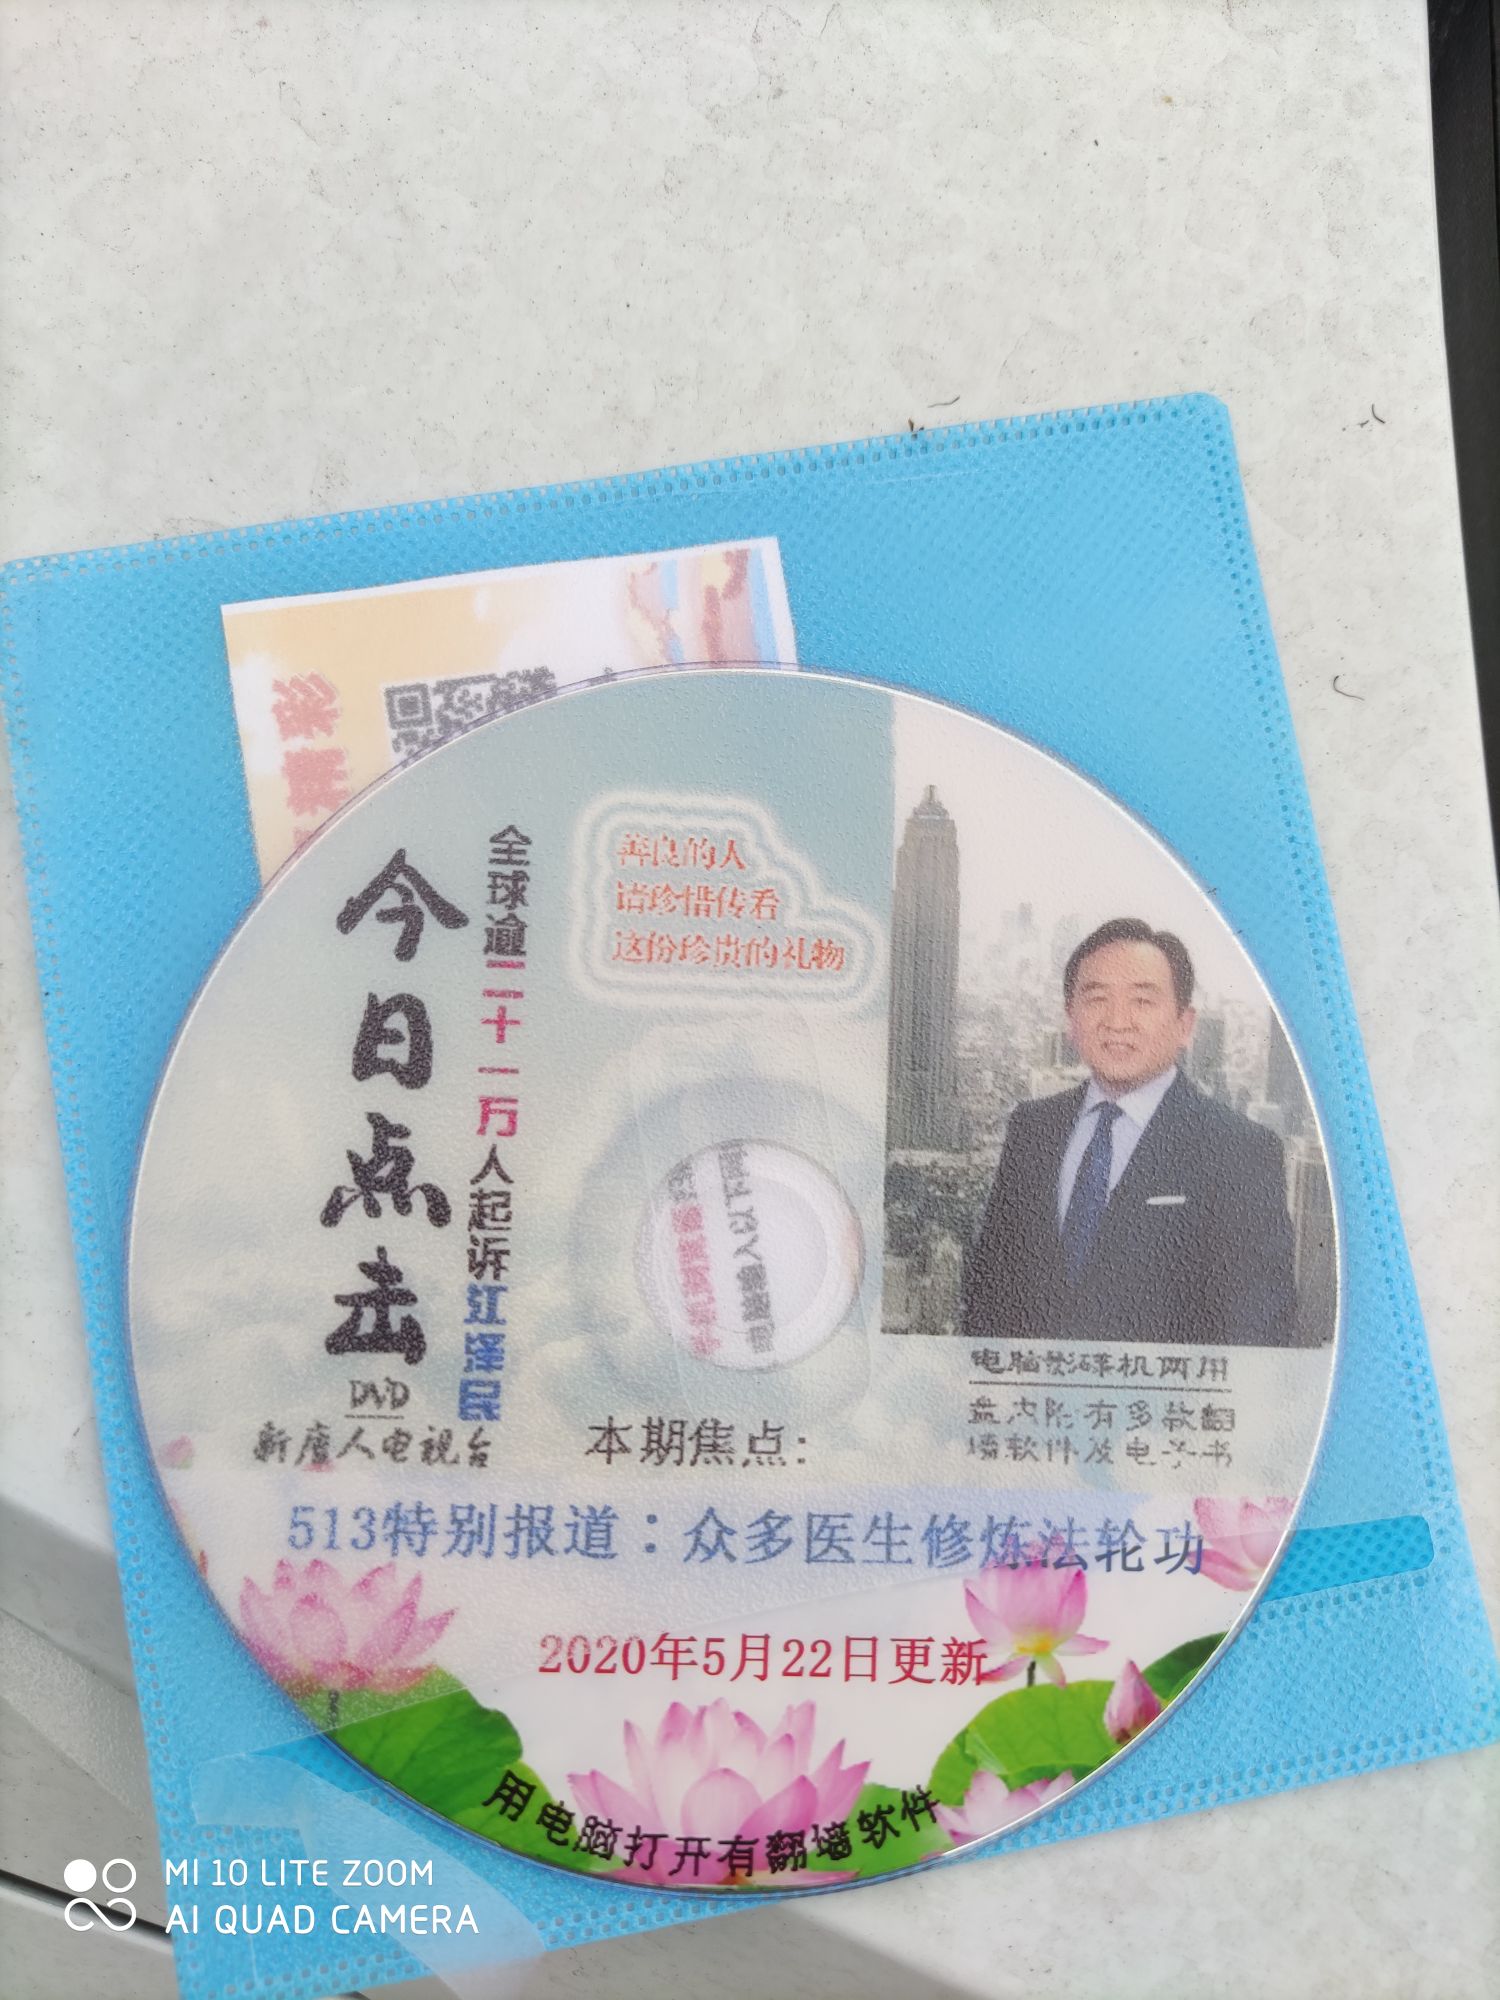 精彩
善良的人
请珍惜传看
这份珍贵的礼物
今日点击
全球逾二十一万人起诉江泽民
DVD
新唐人电视台
电脑影碟机两用
盘内附有多款翻
墙软件及电子书
本期焦点：
513特别报道：众多医生修炼法轮功
2020年5月22日更新
用电脑打开有翻墙软件
MI 10 LITE ZOOM
AI QUAD CAMERA